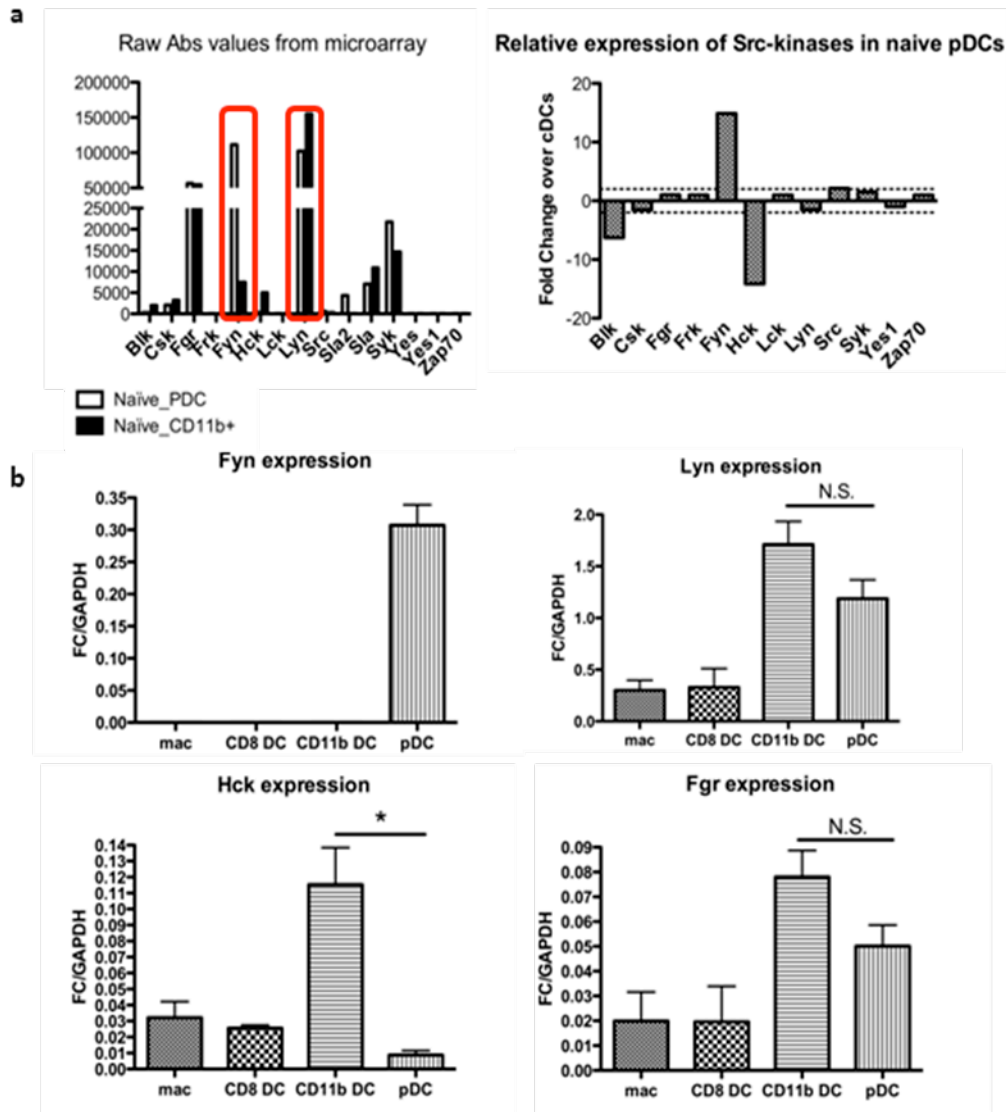 a
Raw Abs values from microarray
200000
150000
100000
50000
25000
20000
15000
10000
5000
0
Blk
Csk
Fgr
Frk
Fyn
Hck
Lck
Lyn
Src
Sla2
Sla
Syk
Yes
Yes1
Zap70
Naïve_PDC
Naïve_CD11b+
Relative expression of Src-kinases in naive pDCs
Fold Change over cDCs
20
10
0
-10
-20
Blk
Csk
Fgr
Frk
Fyn
Hck
Lck
Lyn
Src
Syk
Yes1
Zap70
b
Fyn expression
FC/GAPDH
0.35
0.30
0.25
0.20
0.15
0.10
0.05
0.00
mac
CD8 DC
CD11b DC
pDC
Lyn expression
N.S.
FC/GAPDH
2.0
1.5
1.0
0.5
0.0
mac
CD8 DC
CD11b DC
pDC
Hck expression
*
FC/GAPDH
0.14
0.13
0.12
0.11
0.10
0.09
0.08
0.07
0.06
0.05
0.04
0.03
0.02
0.01
0.00
mac
CD8 DC
CD11b DC
pDC
Fgr expression
N.S.
FC/GAPDH
0.09
0.08
0.07
0.06
0.05
0.04
0.03
0.02
0.01
0.00
mac
CD8 DC
CD11b DC
pDC